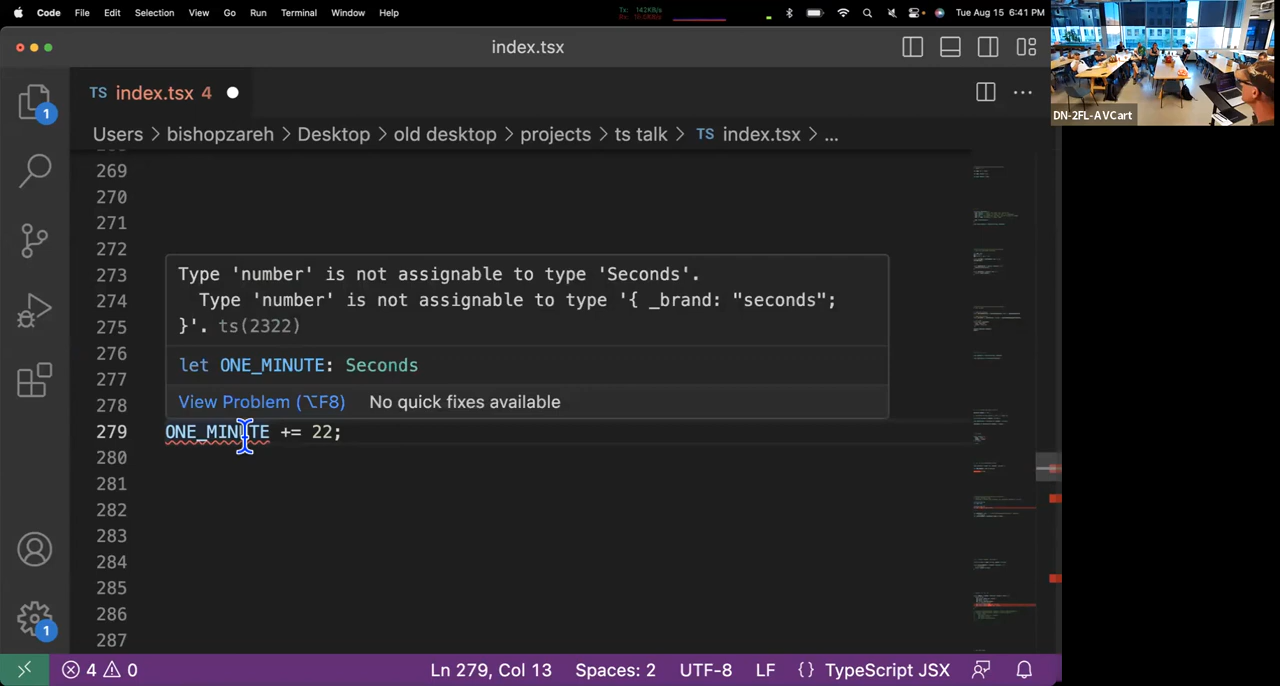 Code File Edit Selection View Go Run Terminal Window Help Tue Aug 15 6:41 PM
index.tsx
DN-2FL-AVCart
1
TS index.tsx 4
Users > bishopzareh > Desktop > old desktop > projects > ts talk > TS index.tsx > ...
269
270
271
272
273
274
275
276
277
278
Type 'number' is not assignable to type 'Seconds'.
Type 'number' is not assignable to type '{ _brand: "seconds";
}'. ts(2322)
let ONE_MINUTE: Seconds
View Problem (⌥F8) No quick fixes available
279 ONE_MINUTE += 22;
280
281
282
283
284
285
286
287
1
4 0 Ln 279, Col 13 Spaces: 2 UTF-8 LF {} TypeScript JSX